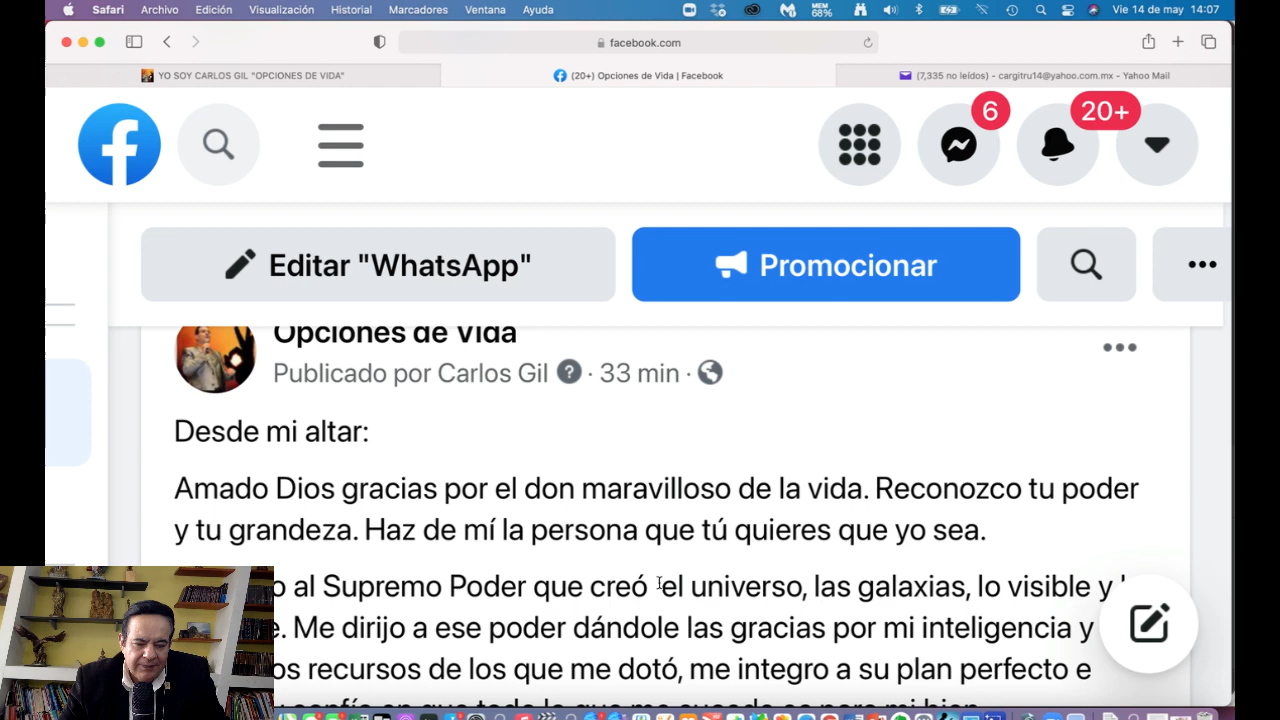 Safari Archivo Edición Visualización Historial Marcadores Ventana Ayuda MEM 68% Vie 14 de may 14:07
facebook.com
YO SOY CARLOS GIL "OPCIONES DE VIDA" (20+) Opciones de Vida | Facebook (7,335 no leídos) - cargitru14@yahoo.com.mx - Yahoo Mail
6 20+
Editar "WhatsApp" Promocionar
Opciones de Vida
Publicado por Carlos Gil · 33 min ·
Desde mi altar:
Amado Dios gracias por el don maravilloso de la vida. Reconozco tu poder
y tu grandeza. Haz de mí la persona que tú quieres que yo sea.
al Supremo Poder que creó el universo, las galaxias, lo visible y
Me dirijo a ese poder dándole las gracias por mi inteligencia y
recursos de los que me dotó, me integro a su plan perfecto e